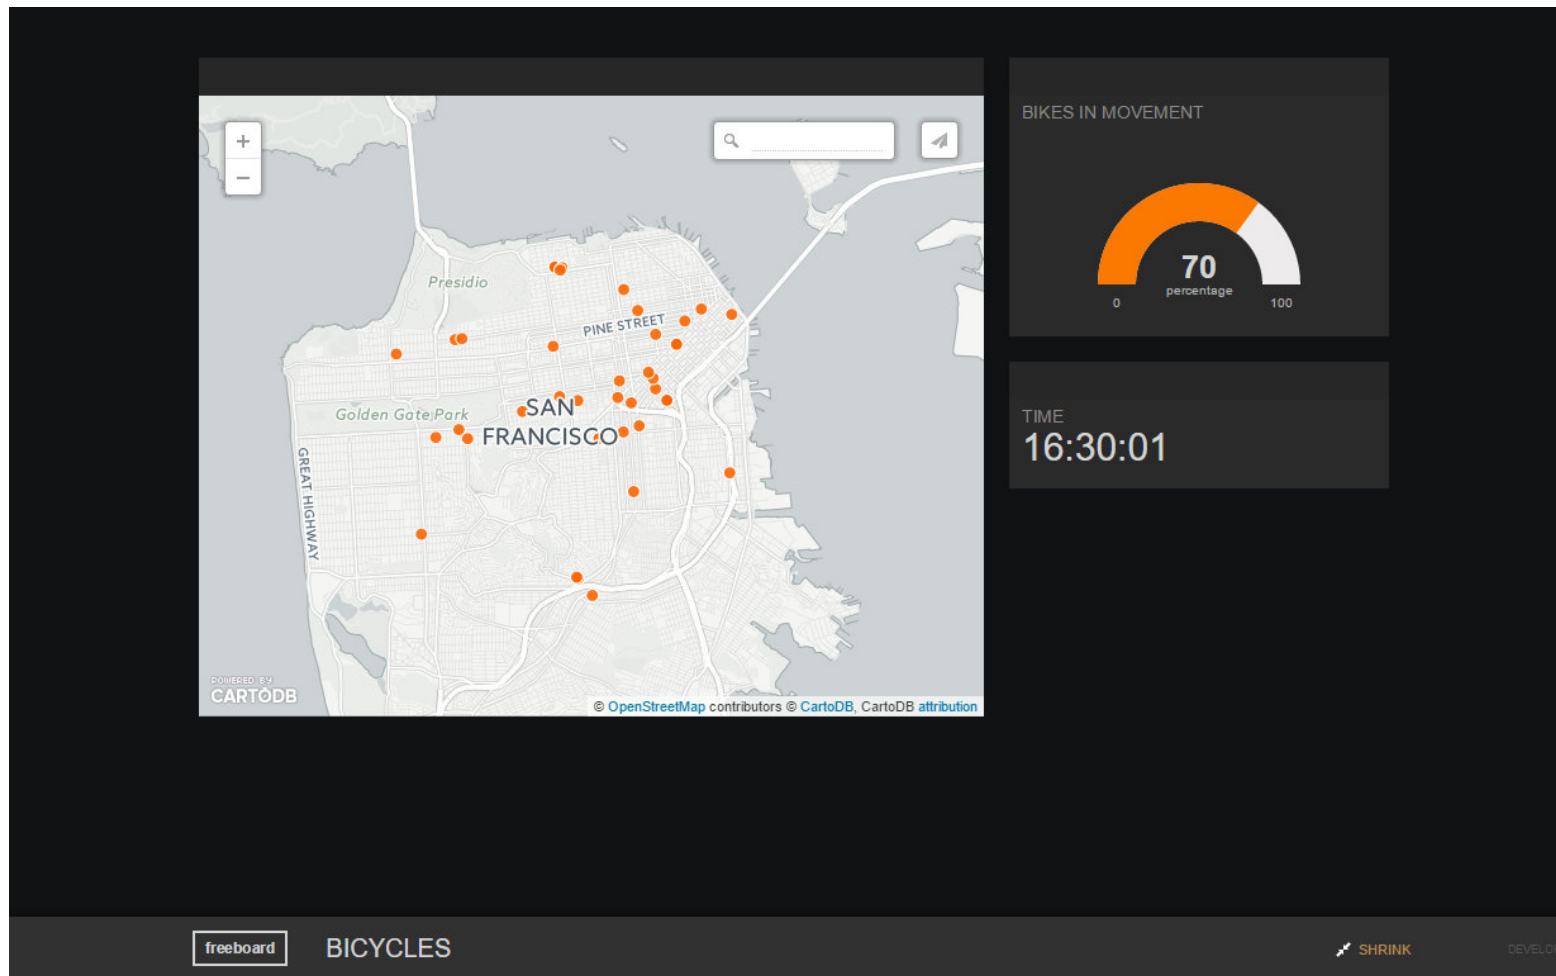 +
−
Presidio
PINE STREET
Golden Gate Park
SAN
FRANCISCO
GREAT HIGHWAY
POWERED BY
CARTODB
© OpenStreetMap contributors © CartoDB, CartoDB attribution
BIKES IN MOVEMENT
70
percentage
0
100
TIME
16:30:01
freeboard
BICYCLES
SHRINK